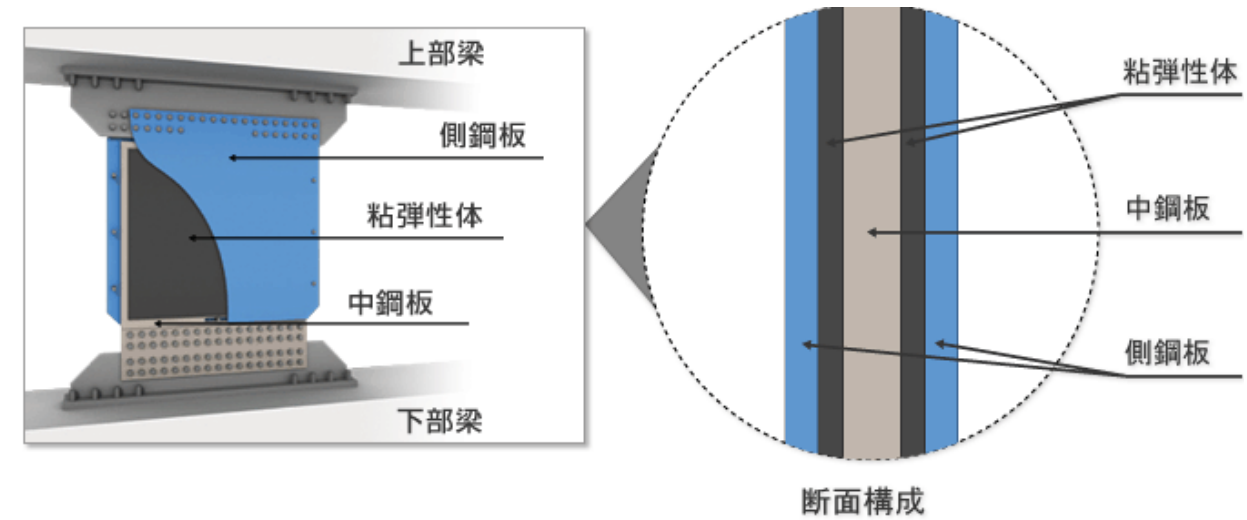 上部梁
側鋼板
粘弾性体
中鋼板
下部梁
粘弾性体
中鋼板
側鋼板
断面構成